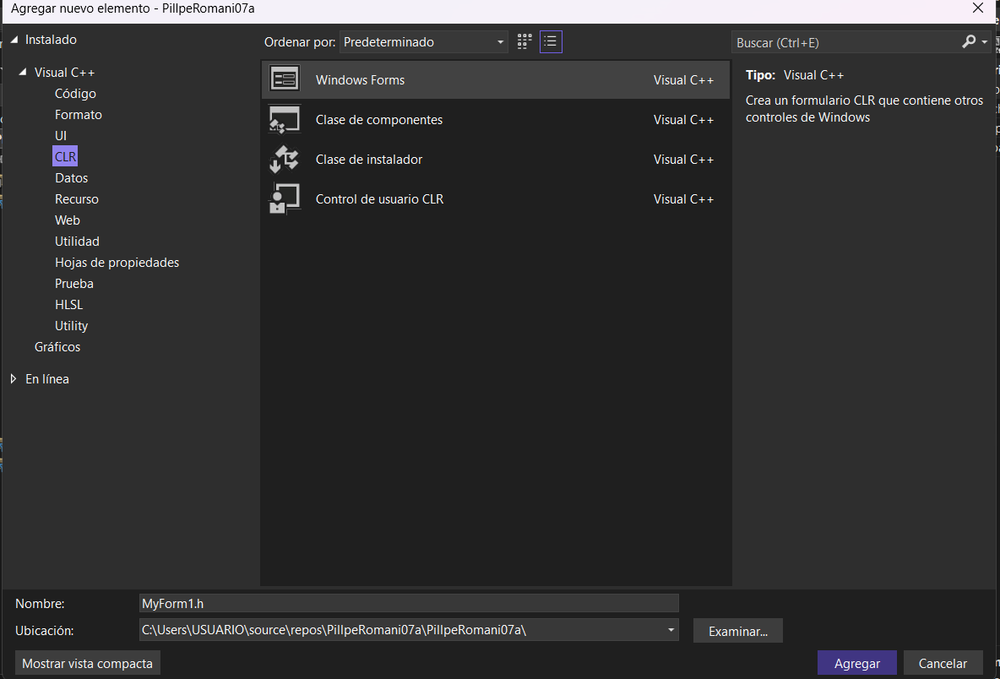 Agregar nuevo elemento - PillpeRomani07a
Instalado
Visual C++
Código
Formato
UI
CLR
Datos
Recurso
Web
Utilidad
Hojas de propiedades
Prueba
HLSL
Utility
Gráficos
En línea
Ordenar por: Predeterminado
Windows Forms Visual C++
Clase de componentes Visual C++
Clase de instalador Visual C++
Control de usuario CLR Visual C++
Buscar (Ctrl+E)
Tipo: Visual C++
Crea un formulario CLR que contiene otros
controles de Windows
Nombre: MyForm1.h
Ubicación: C:\Users\USUARIO\source\repos\PillpeRomani07a\PillpeRomani07a\
Examinar...
Mostrar vista compacta
Agregar
Cancelar